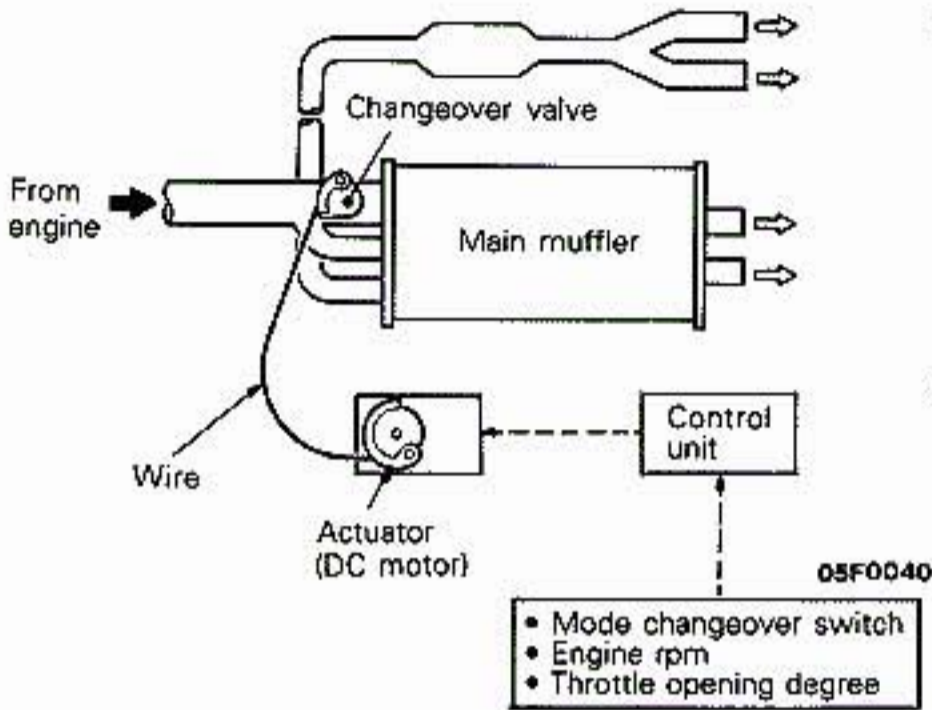 Changeover valve
From
engine
Main muffler
Wire
Control
unit
Actuator
(DC motor)
05F0040
• Mode changeover switch
• Engine rpm
• Throttle opening degree